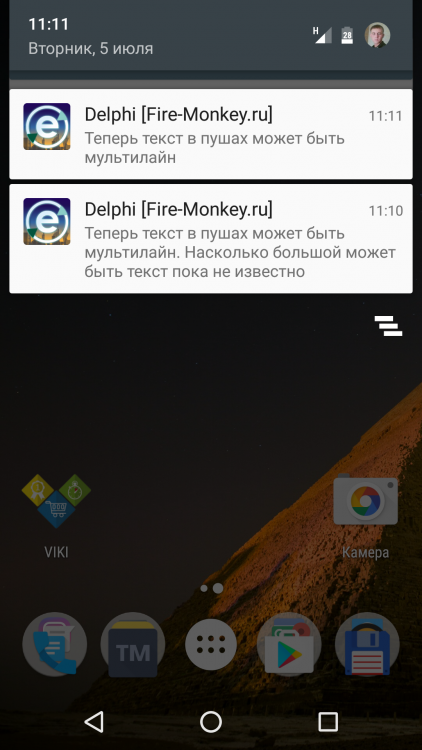 11:11
Вторник, 5 июля
H
28
Delphi [Fire-Monkey.ru]
11:11
Теперь текст в пушах может быть
мультилайн
Delphi [Fire-Monkey.ru]
11:10
Теперь текст в пушах может быть
мультилайн. Насколько большой может
быть текст пока не известно
VIKI
Камера
TM